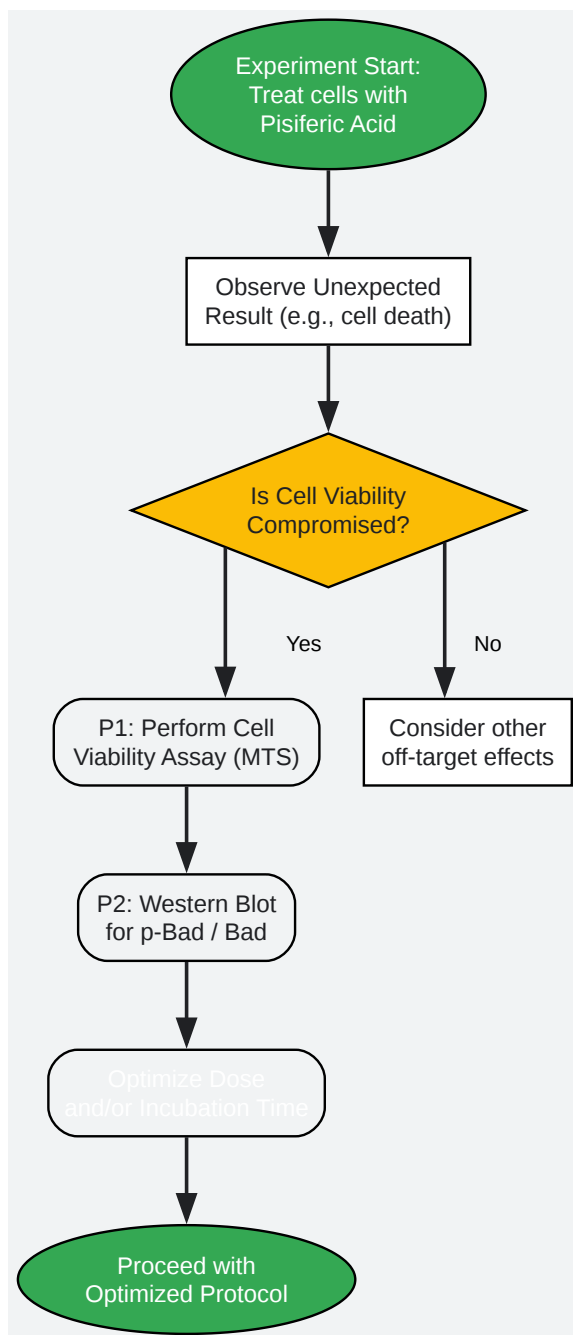 Experiment Start:
Treat cells with
Pisiferic Acid
Observe Unexpected
Result (e.g., cell death)
Is Cell Viability
Compromised?
Yes
No
P1: Perform Cell
Viability Assay (MTS)
Consider other
off-target effects
P2: Western Blot
for p-Bad / Bad
Optimize Dose
and/or Incubation Time
Proceed with
Optimized Protocol